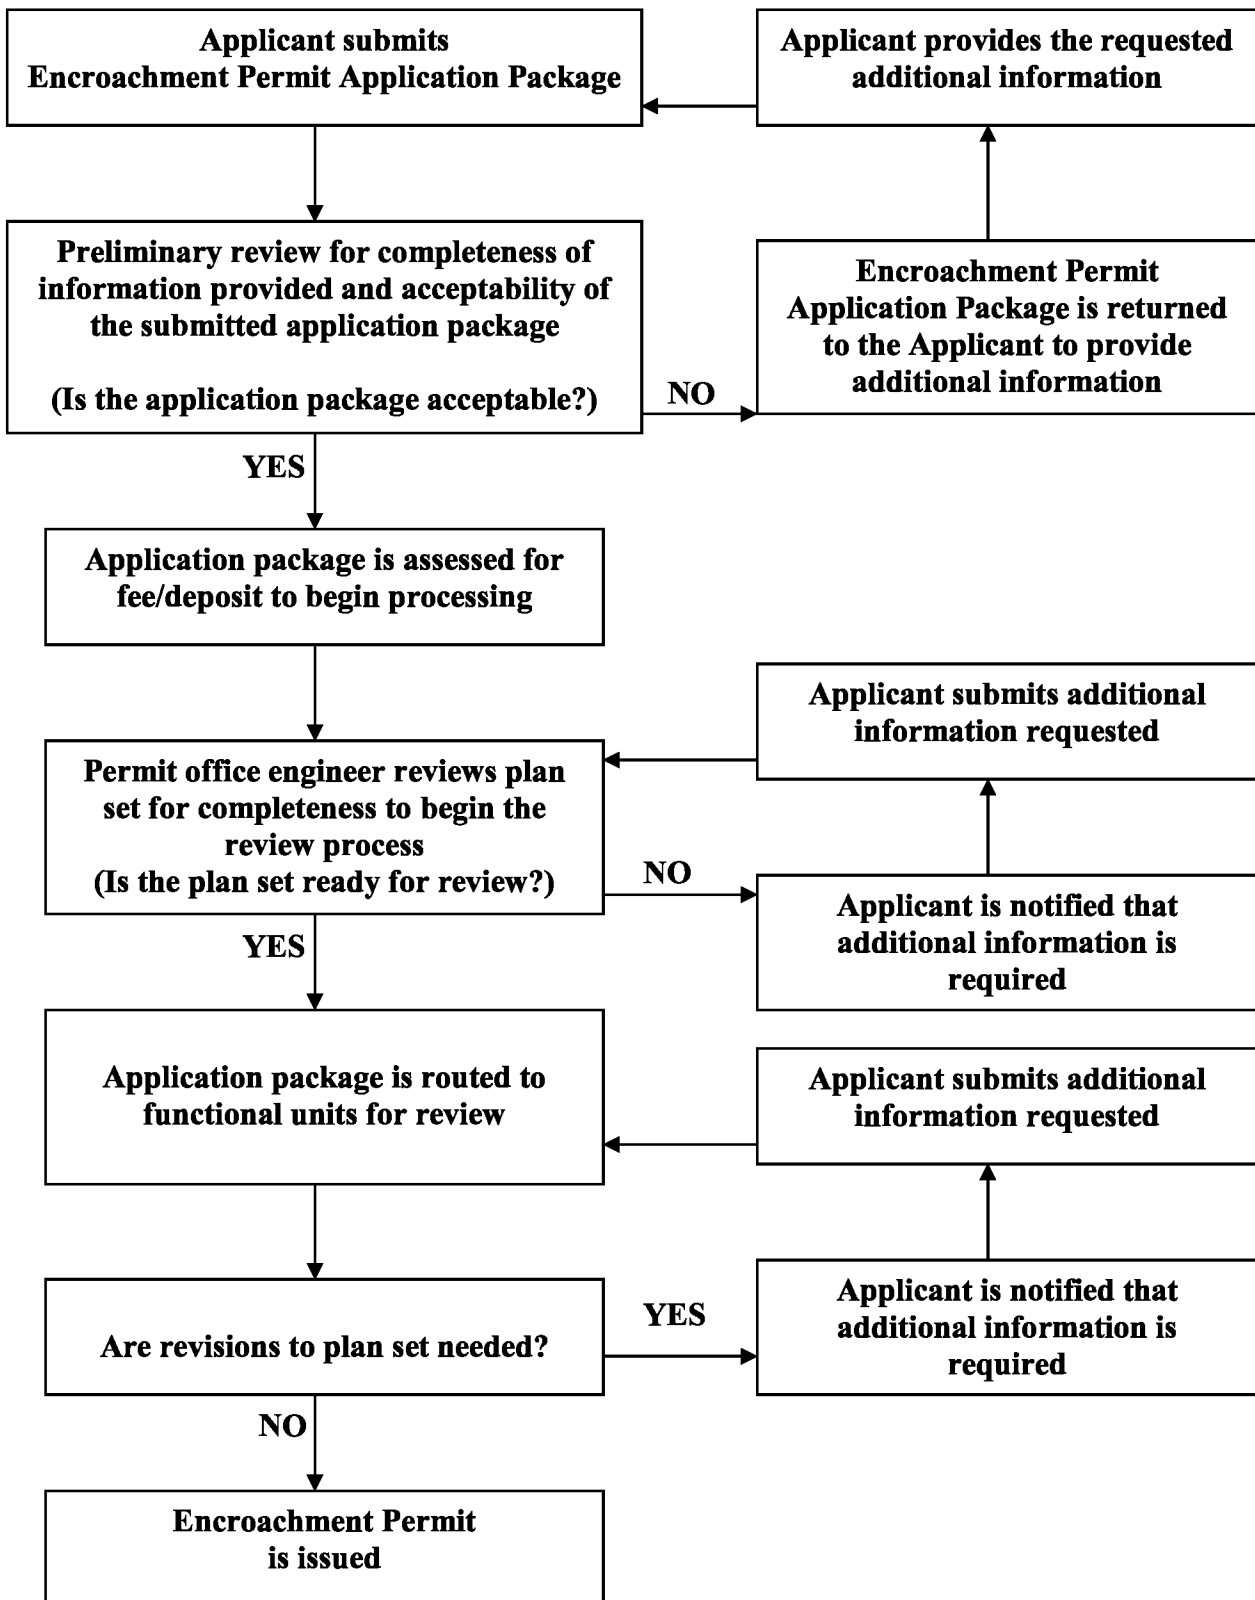 Applicant submits
Encroachment Permit Application Package
Applicant provides the requested
additional information
Preliminary review for completeness of
information provided and acceptability of
the submitted application package
(Is the application package acceptable?)
NO
Encroachment Permit
Application Package is returned
to the Applicant to provide
additional information
YES
Application package is assessed for
fee/deposit to begin processing
Applicant submits additional
information requested
Permit office engineer reviews plan
set for completeness to begin the
review process
(Is the plan set ready for review?)
NO
Applicant is notified that
additional information is
required
YES
Application package is routed to
functional units for review
Applicant submits additional
information requested
Are revisions to plan set needed?
YES
Applicant is notified that
additional information is
required
NO
Encroachment Permit
is issued